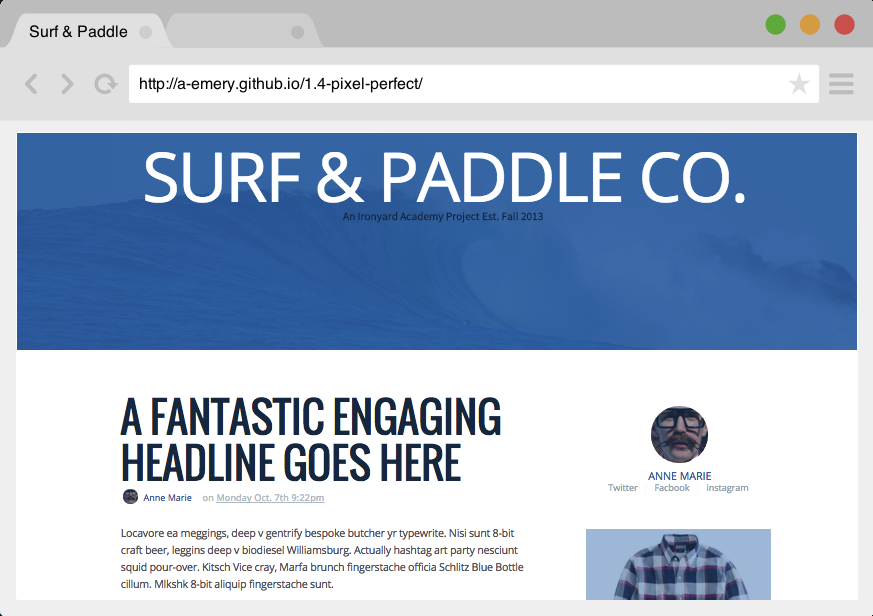 Surf & Paddle
http://a-emery.github.io/1.4-pixel-perfect/
SURF & PADDLE CO.
An Ironyard Academy Project Est. Fall 2013
A FANTASTIC ENGAGING
HEADLINE GOES HERE
Anne Marie on Monday Oct. 7th 9:22pm
Locavore ea meggings, deep v gentrify bespoke butcher yr typewrite. Nisi sunt 8-bit
craft beer, leggins deep v biodiesel Williamsburg. Actually hashtag art party nesciunt
squid pour-over. Kitsch Vice cray, Marfa brunch fingerstache officia Schlitz Blue Bottle
cillum. Mlkshk 8-bit aliquip fingerstache sunt.
ANNE MARIE
Twitter Facbook Instagram